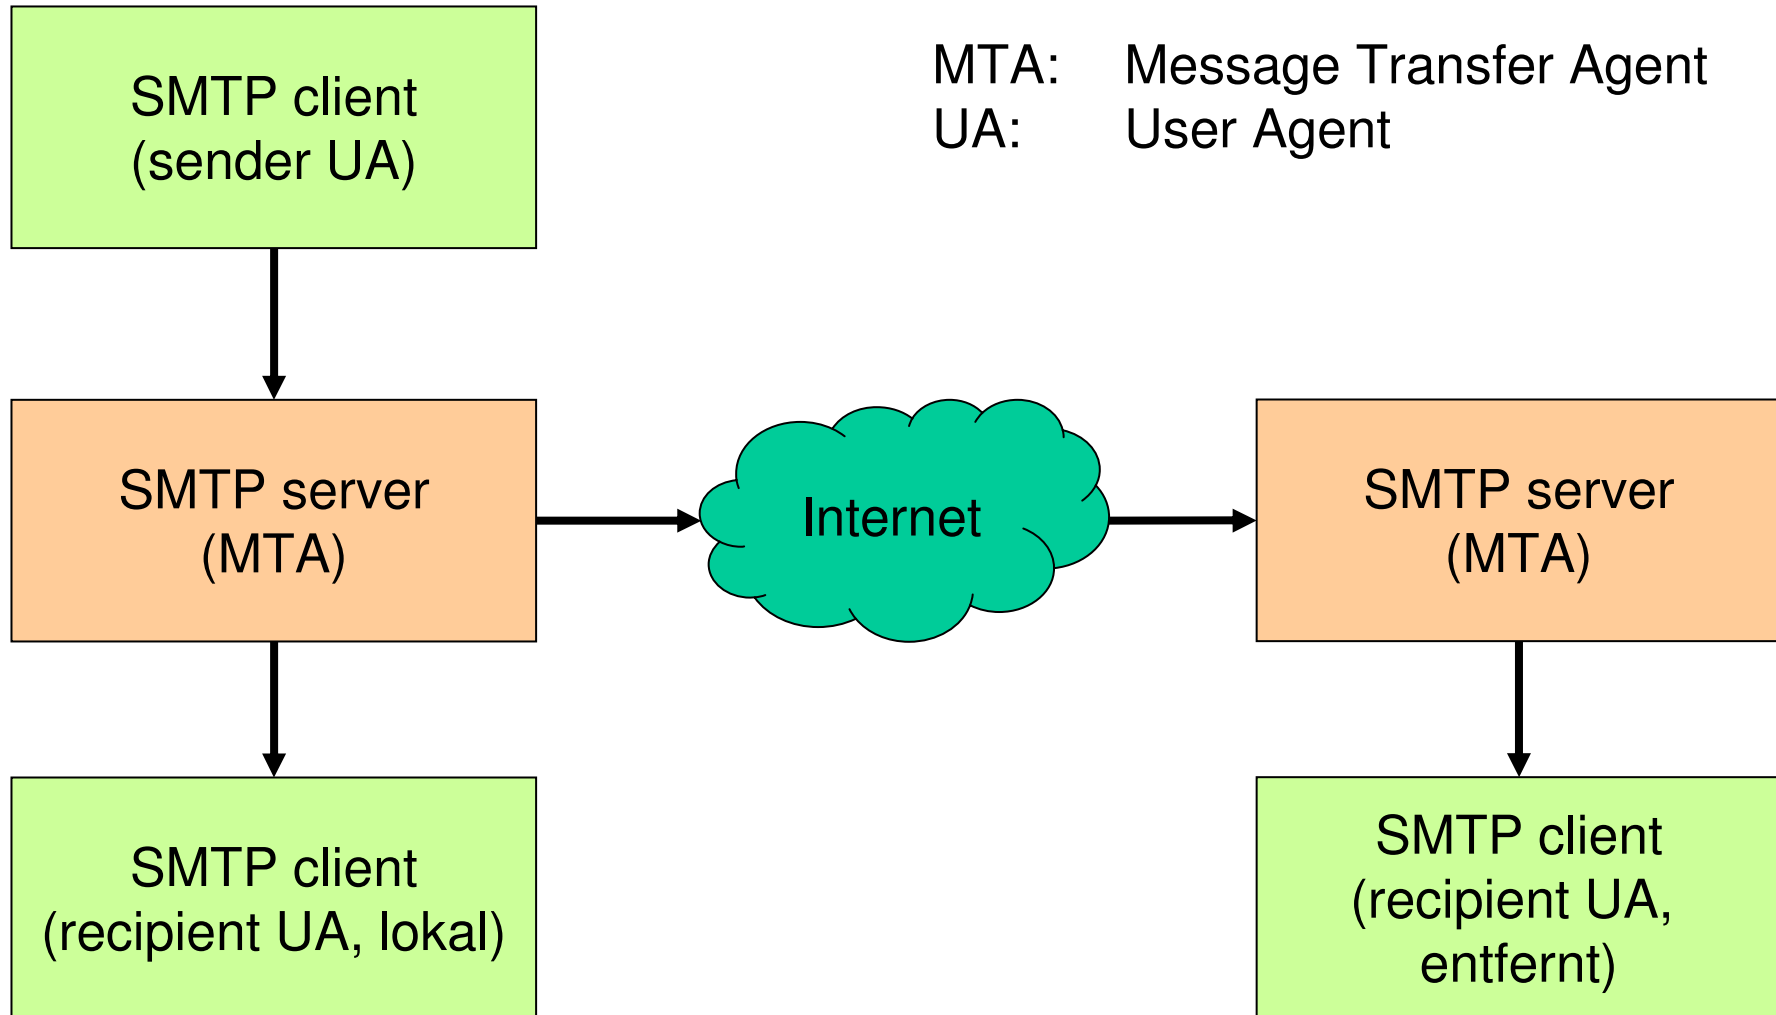 SMTP client
(sender UA)
MTA: Message Transfer Agent
UA: User Agent
SMTP server
(MTA)
Internet
SMTP server
(MTA)
SMTP client
(recipient UA, lokal)
SMTP client
(recipient UA,
entfernt)